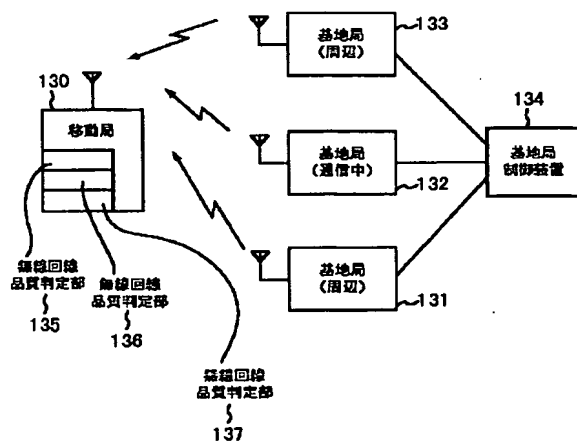 133
基地局
(周辺)
130
移動局
134
基地局
制御装置
基地局
(通信中)
132
無線回線
品質判定部
135
無線回線
品質判定部
136
基地局
(周辺)
131
無線回線
品質判定部
137